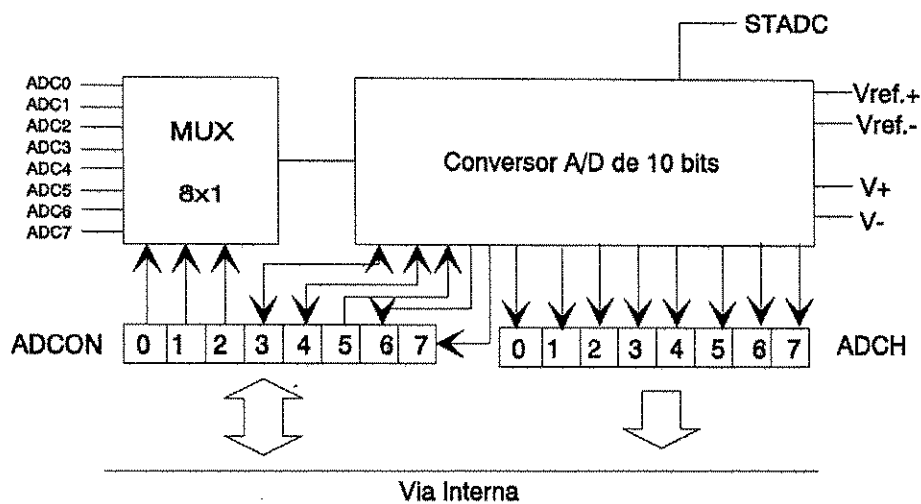 STADC
ADC0
ADC1
ADC2
ADC3
ADC4
ADC5
ADC6
ADC7
MUX
8x1
Conversor A/D de 10 bits
Vref.+
Vref.-
V+
V-
ADCON 0 1 2 3 4 5 6 7
0 1 2 3 4 5 6 7 ADCH
Via Interna